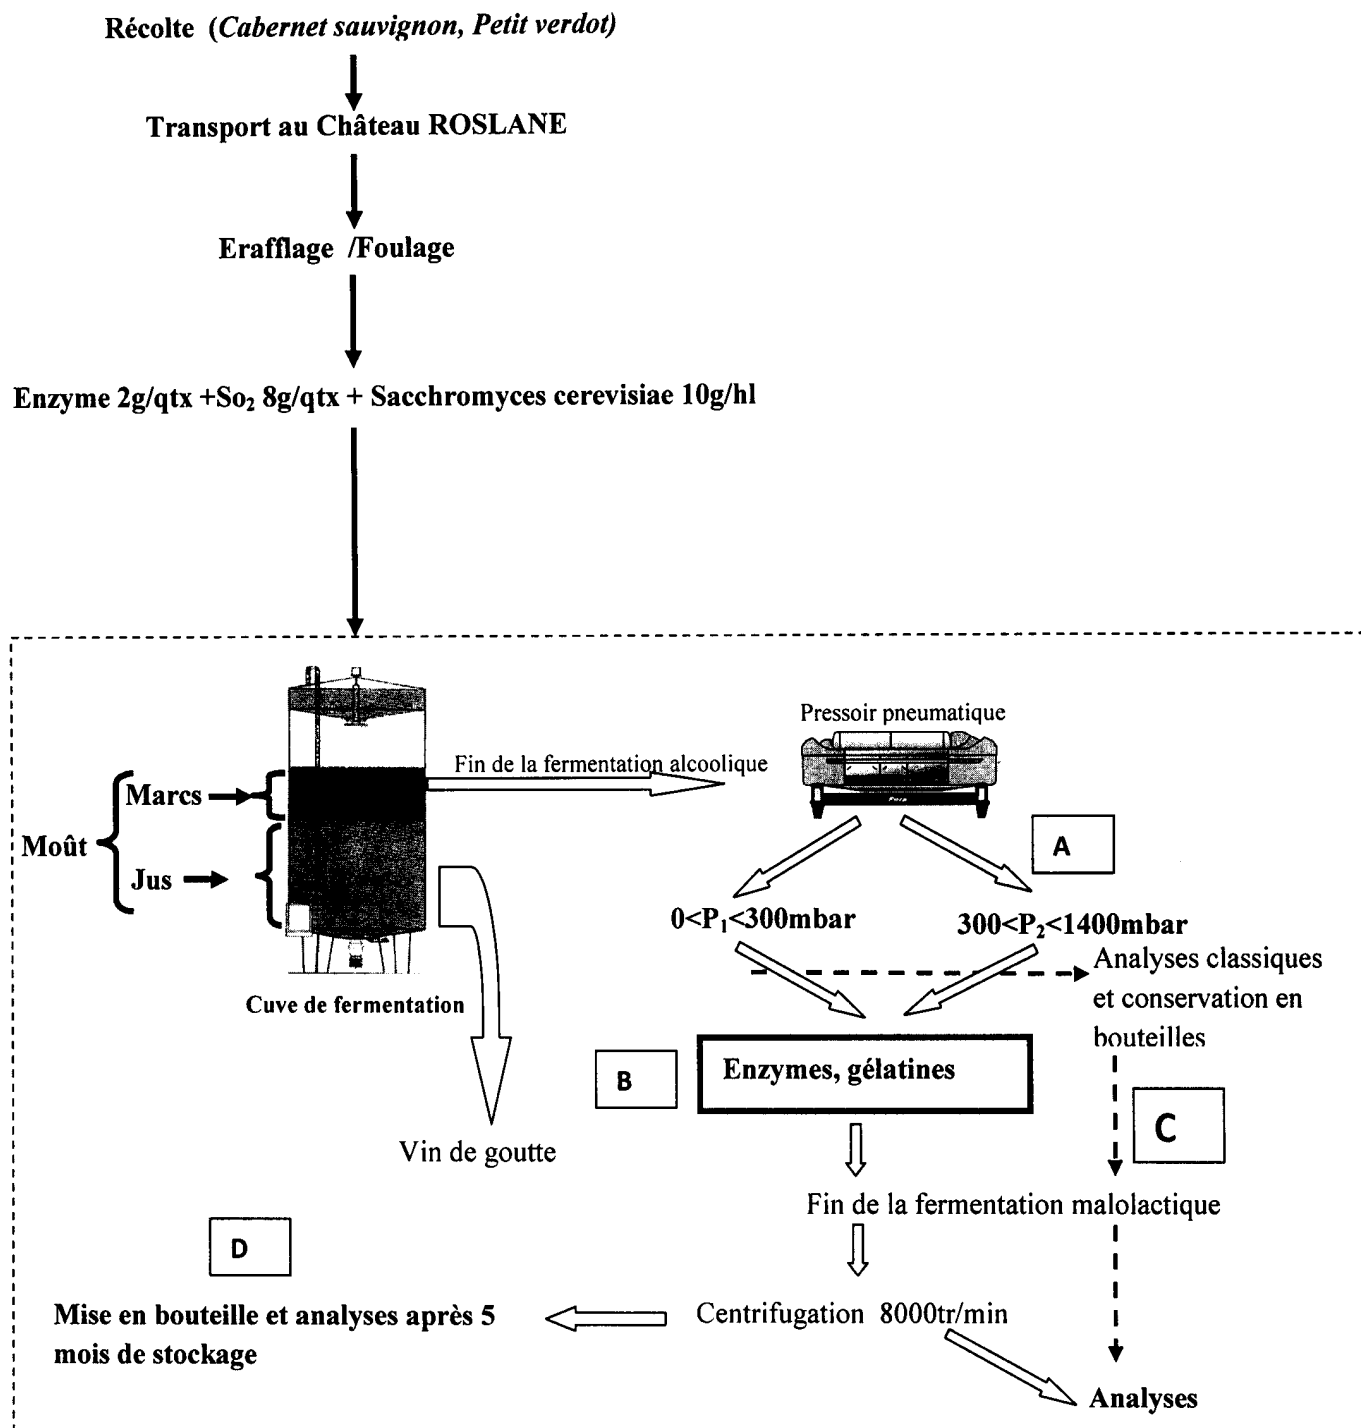 Récolte (Cabernet sauvignon, Petit verdot)
Transport au Château ROSLANE
Erafflage /Foulage
Enzyme 2g/qtx +So₂ 8g/qtx + Sacchromyces cerevisiae 10g/hl
Pressoir pneumatique
Fin de la fermentation alcoolique
Marcs
Moût
Jus
A
0<P₁<300mbar
300<P₂<1400mbar
Analyses classiques
et conservation en
bouteilles
Cuve de fermentation
B
Enzymes, gélatines
C
Vin de goutte
Fin de la fermentation malolactique
D
Mise en bouteille et analyses après 5
mois de stockage
Centrifugation 8000tr/min
Analyses